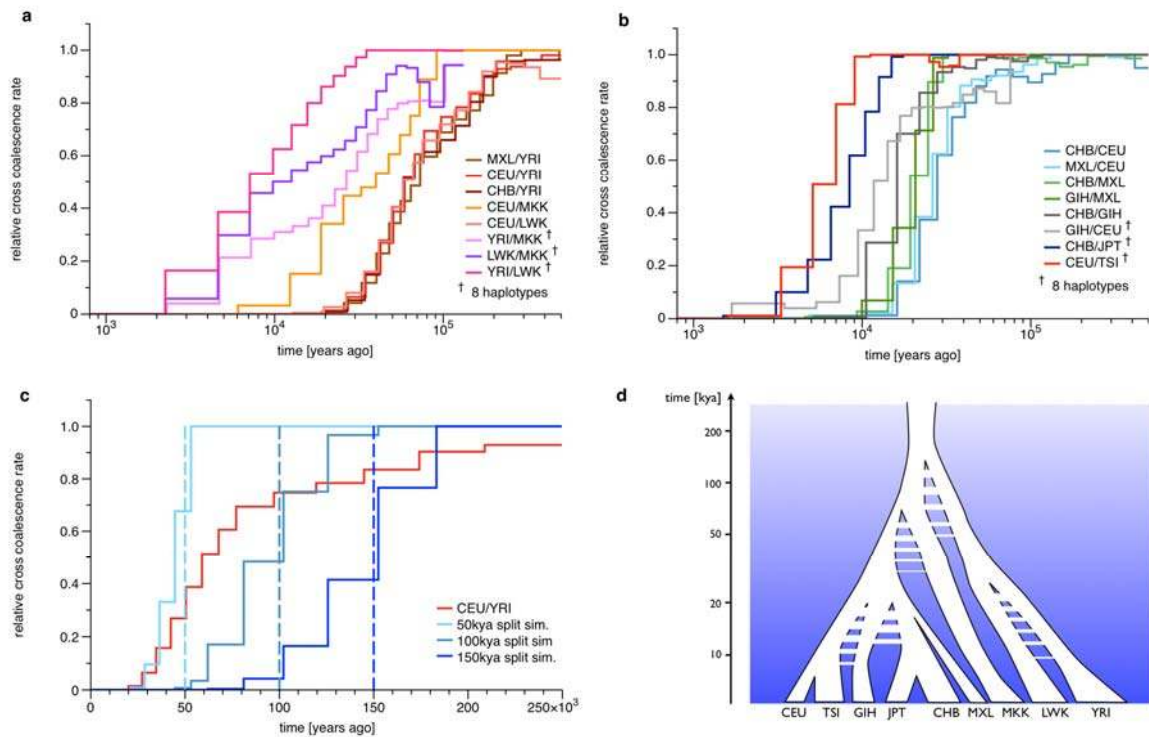 a
relative cross coalescence rate
1.0
0.8
0.6
0.4
0.2
0
10³
10⁴
10⁵
time [years ago]
MXL/YRI
CEU/YRI
CHB/YRI
CEU/MKK
CEU/LWK
YRI/MKK †
LWK/MKK †
YRI/LWK †
† 8 haplotypes
b
relative cross coalescence rate
1.0
0.8
0.6
0.4
0.2
0
10³
10⁴
10⁵
time [years ago]
CHB/CEU
MXL/CEU
CHB/MXL
GIH/MXL
CHB/GIH
GIH/CEU †
CHB/JPT †
CEU/TSI †
† 8 haplotypes
c
relative cross coalescence rate
1.0
0.8
0.6
0.4
0.2
0
0 50 100 150 200 250×10³
time [years ago]
CEU/YRI
50kya split sim.
100kya split sim
150kya split sim.
d
time [kya]
200
100
50
20
10
CEU TSI GIH JPT CHB MXL MKK LWK YRI